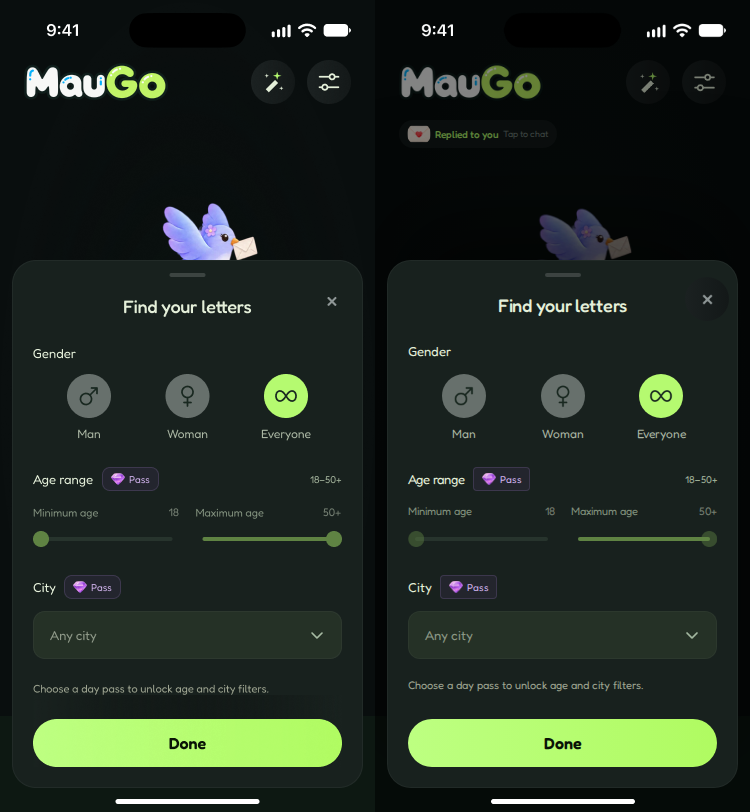 9:41
MauGo
Find your letters
Gender
Man Woman Everyone
Age range Pass 18–50+
Minimum age 18 Maximum age 50+
City Pass
Any city
Choose a day pass to unlock age and city filters.
Done
9:41
MauGo
Replied to you Tap to chat
Find your letters
Gender
Man Woman Everyone
Age range Pass 18–50+
Minimum age 18 Maximum age 50+
City Pass
Any city
Choose a day pass to unlock age and city filters.
Done